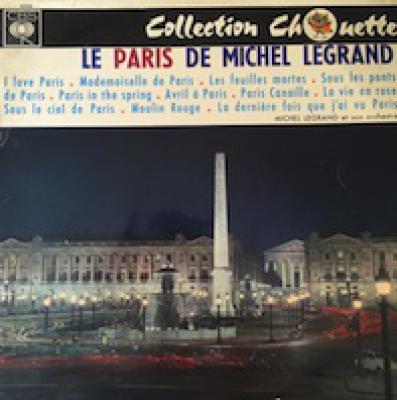 CBS
Collection Chouette
LE PARIS DE MICHEL LEGRAND
I love Paris . Mademoiselle de Paris . Les feuilles mortes . Sous les ponts
de Paris . Paris in the spring . Avril à Paris . Paris Canaille . La vie en rose
Sous le ciel de Paris . Moulin Rouge . La dernière fois que j'ai vu Paris
MICHEL LEGRAND et son orchestre